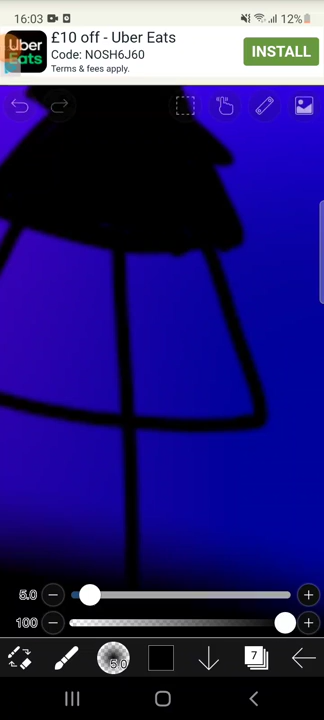 16:03
12%
Uber
Eats
£10 off - Uber Eats
Code: NOSH6J60
Terms & fees apply.
INSTALL
5.0
100
5.0
7